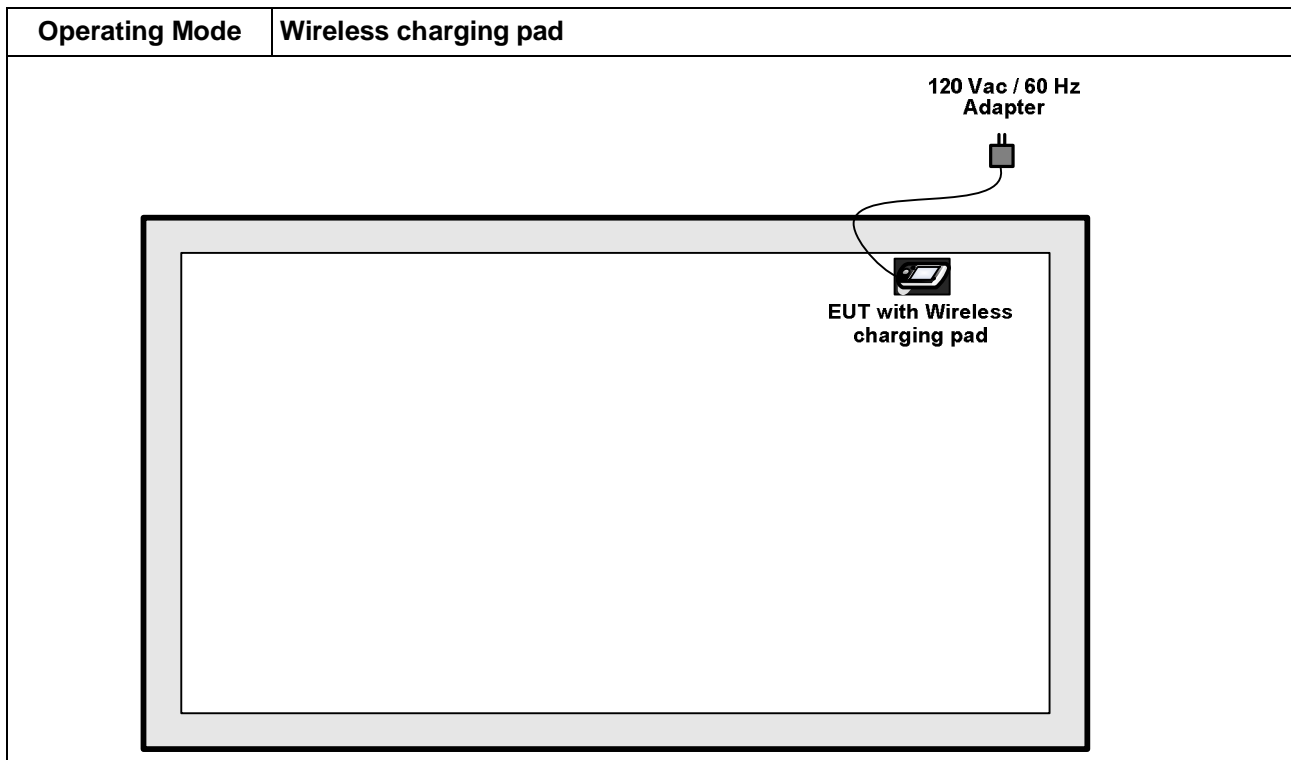 Operating Mode
Wireless charging pad
120 Vac / 60 Hz
Adapter
EUT with Wireless
charging pad